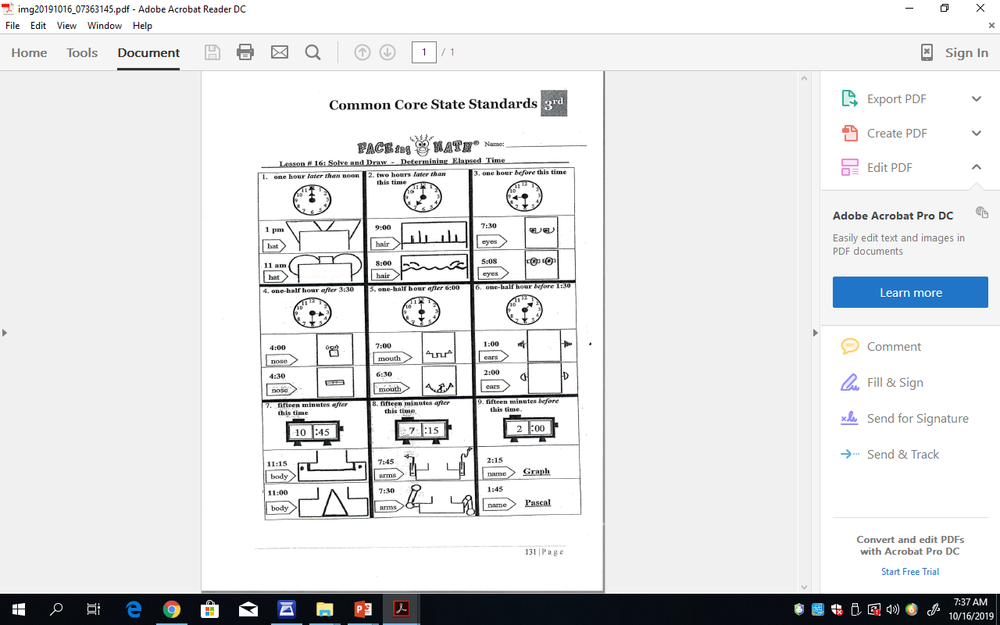 img20191016_07363145.pdf - Adobe Acrobat Reader DC
File Edit View Window Help
Home Tools Document 1 / 1 Sign In
Common Core State Standards 3rd
FACEing MATH® Name:
Lesson # 16: Solve and Draw - Determining Elapsed Time
1. one hour later than noon
1 pm
hat
11 am
hat
2. two hours later than
this time
9:00
hair
8:00
hair
3. one hour before this time
7:30
eyes
5:08
eyes
4. one-half hour after 3:30
4:00
nose
4:30
nose
5. one-half hour after 6:00
7:00
mouth
6:30
mouth
6. one-half hour before 1:30
1:00
ears
2:00
ears
7. fifteen minutes after
this time
10 :45
11:15
body
11:00
body
8. fifteen minutes after
this time
7 :15
7:45
arms
7:30
arms
9. fifteen minutes before
this time.
2 :00
2:15
name Graph
1:45
name Pascal
131 | Page
Export PDF
Create PDF
Edit PDF
Adobe Acrobat Pro DC
Easily edit text and images in
PDF documents
Learn more
Comment
Fill & Sign
Send for Signature
Send & Track
Convert and edit PDFs
with Acrobat Pro DC
Start Free Trial
7:37 AM
10/16/2019